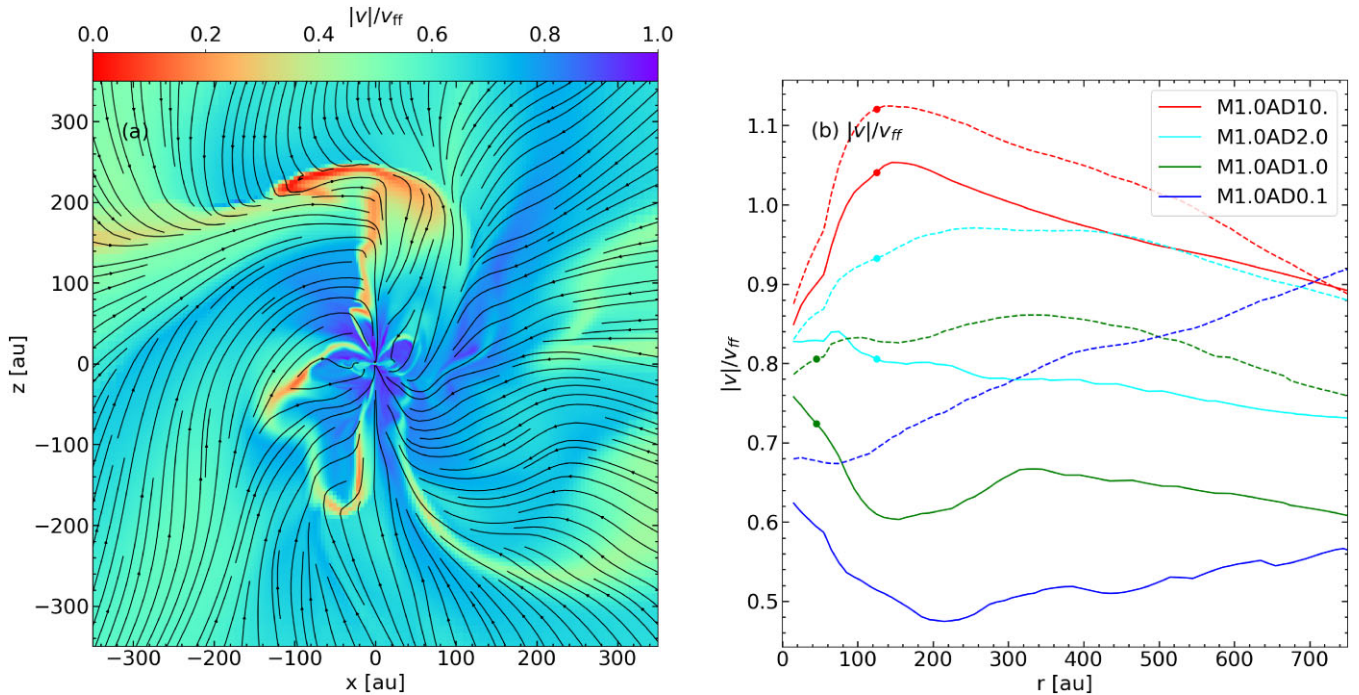 |v|/v_ff
0.0 0.2 0.4 0.6 0.8 1.0
(a)
300
200
100
0
−100
−200
−300
z [au]
−300 −200 −100 0 100 200 300
x [au]
(b) |v|/v_ff
M1.0AD10.
M1.0AD2.0
M1.0AD1.0
M1.0AD0.1
1.1
1.0
0.9
0.8
0.7
0.6
0.5
|v|/v_ff
0 100 200 300 400 500 600 700
r [au]